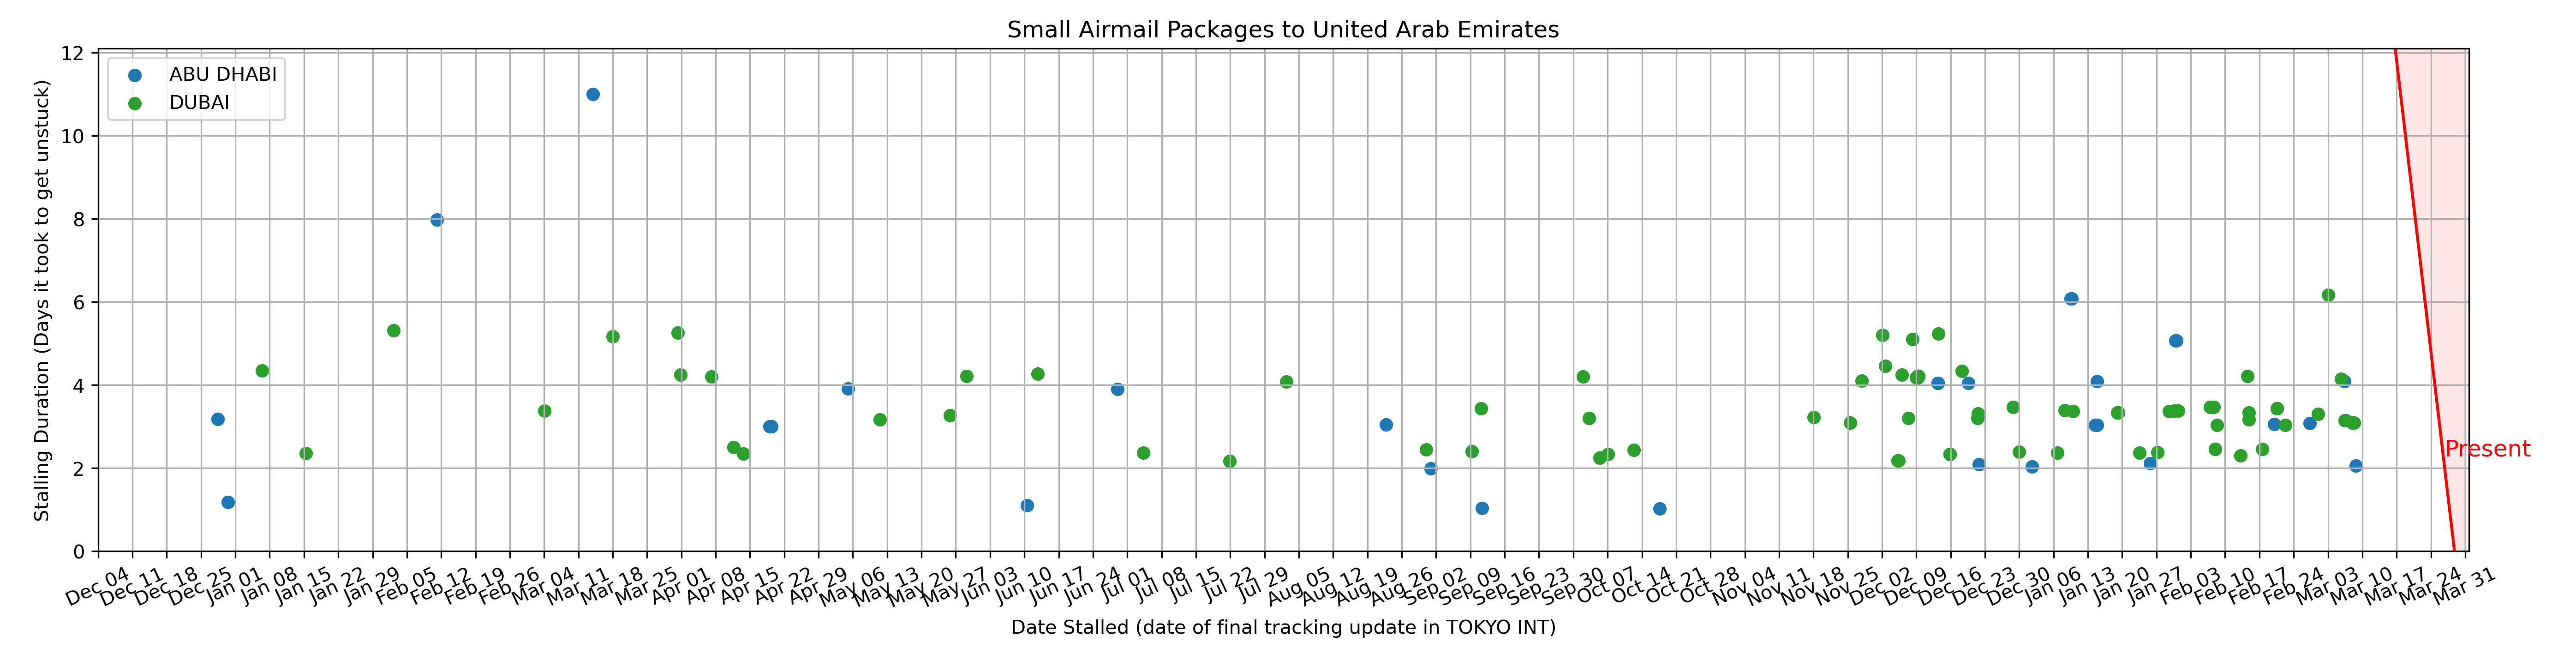 Small Airmail Packages to United Arab Emirates
ABU DHABI
DUBAI
Stalling Duration (Days it took to get unstuck)
12
10
8
6
4
2
0
Dec 04
Dec 11
Dec 18
Dec 25
Jan 01
Jan 08
Jan 15
Jan 22
Jan 29
Feb 05
Feb 12
Feb 19
Feb 26
Mar 04
Mar 11
Mar 18
Mar 25
Apr 01
Apr 08
Apr 15
Apr 22
Apr 29
May 06
May 13
May 20
May 27
Jun 03
Jun 10
Jun 17
Jun 24
Jul 01
Jul 08
Jul 15
Jul 22
Jul 29
Aug 05
Aug 12
Aug 19
Aug 26
Sep 02
Sep 09
Sep 16
Sep 23
Sep 30
Oct 07
Oct 14
Oct 21
Oct 28
Nov 04
Nov 11
Nov 18
Nov 25
Dec 02
Dec 09
Dec 16
Dec 23
Dec 30
Jan 06
Jan 13
Jan 20
Jan 27
Feb 03
Feb 10
Feb 17
Feb 24
Mar 03
Mar 10
Mar 17
Mar 24
Mar 31
Present
Date Stalled (date of final tracking update in TOKYO INT)